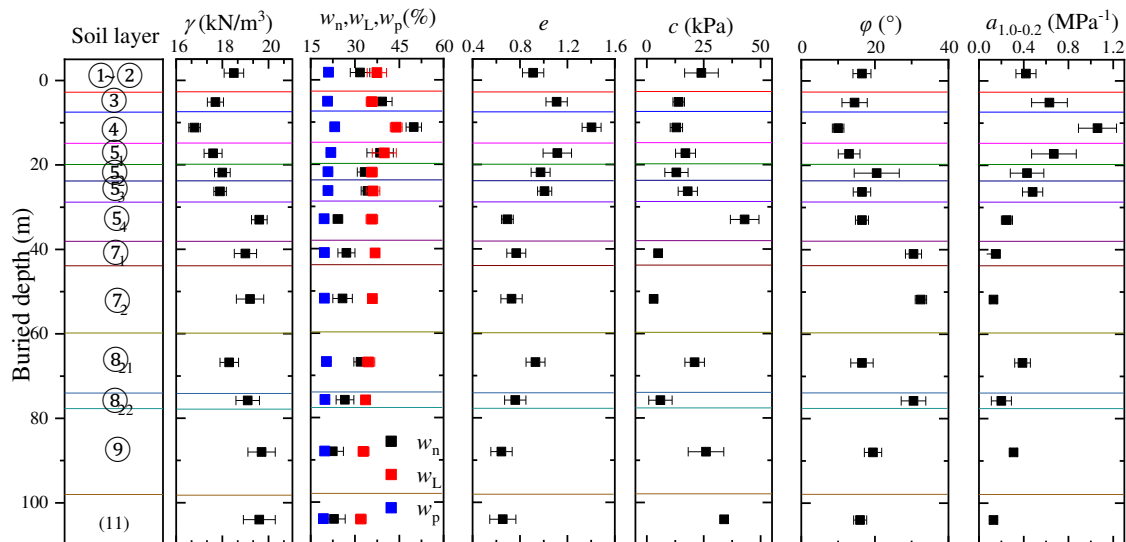 Soil layer
γ (kN/m³)
wn,wL,wp(%)
e
c (kPa)
φ (°)
a1.0-0.2 (MPa⁻¹)
16 18 20
15 30 45 60
0.4 0.8 1.2 1.6
0 25 50
0 20 40
0.0 0.4 0.8 1.2
Buried depth (m)
0
20
40
60
80
100
①~②
③
④
⑤1
⑤2
⑤3
⑤4
⑦1
⑦2
⑧21
⑧22
⑨
(11)
wn
wL
wp